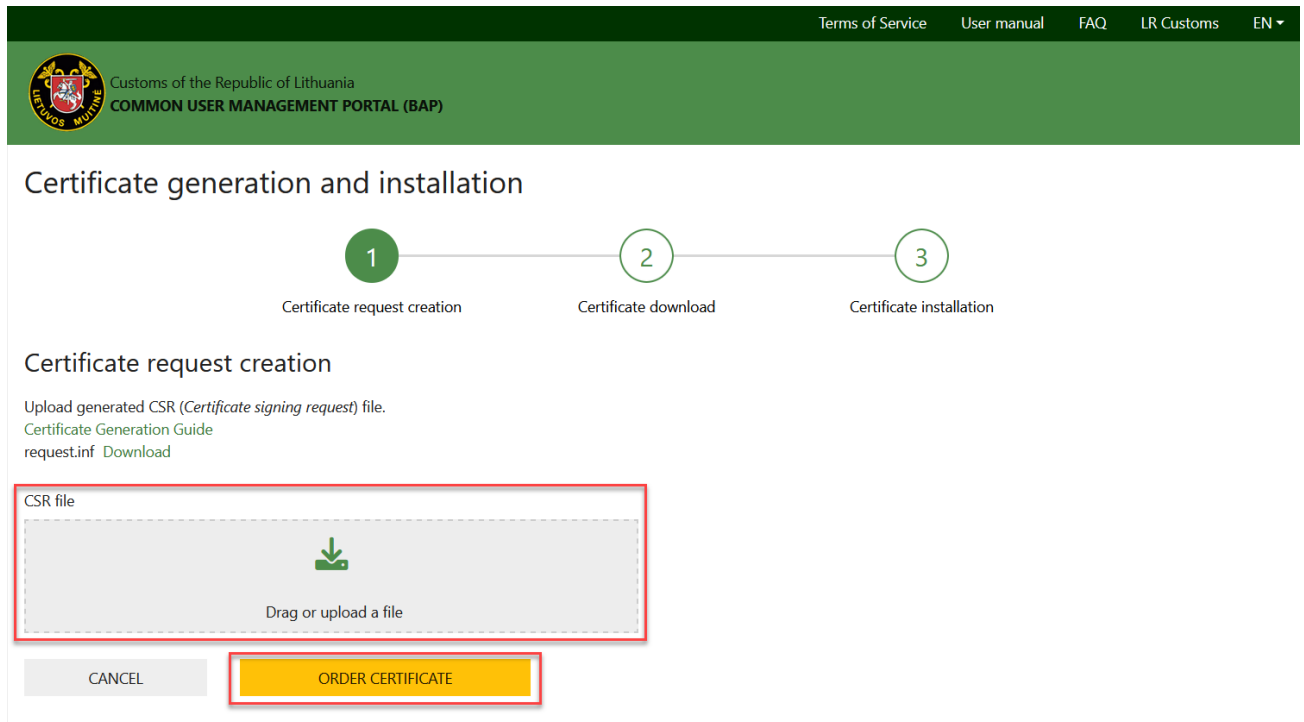 Terms of Service User manual FAQ LR Customs EN
LIETUVOS MUITINĖ
Customs of the Republic of Lithuania
COMMON USER MANAGEMENT PORTAL (BAP)
Certificate generation and installation
1 2 3
Certificate request creation Certificate download Certificate installation
Certificate request creation
Upload generated CSR (Certificate signing request) file.
Certificate Generation Guide
request.inf Download
CSR file
Drag or upload a file
CANCEL ORDER CERTIFICATE